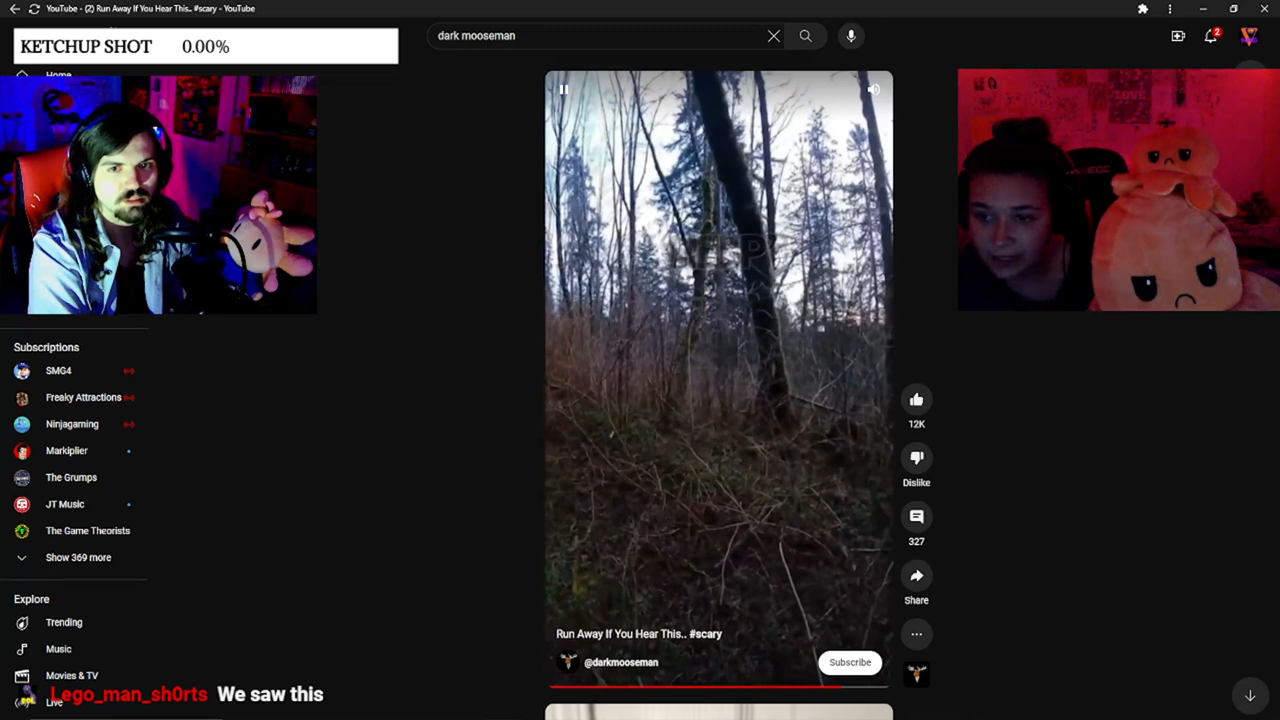 YouTube - (2) Run Away If You Hear This.. #scary - YouTube
KETCHUP SHOT 0.00%
dark mooseman
2
Home
LOVE
Subscriptions
SMG4
Freaky Attractions
Ninjagaming
Markiplier
The Grumps
JT Music
The Game Theorists
Show 369 more
Explore
Trending
Music
Movies & TV
Live
12K
Dislike
327
Share
Run Away If You Hear This.. #scary
@darkmooseman
Subscribe
Lego_man_sh0rts We saw this